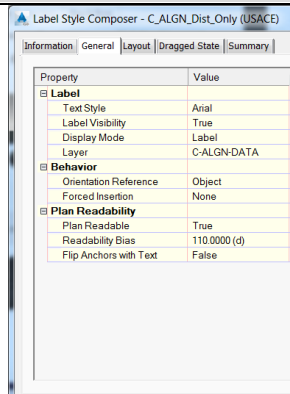 Label Style Composer - C_ALGN_Dist_Only (USACE)
Information General Layout Dragged State Summary
Property Value
Label
Text Style Arial
Label Visibility True
Display Mode Label
Layer C-ALGN-DATA
Behavior
Orientation Reference Object
Forced Insertion None
Plan Readability
Plan Readable True
Readability Bias 110.0000 (d)
Flip Anchors with Text False